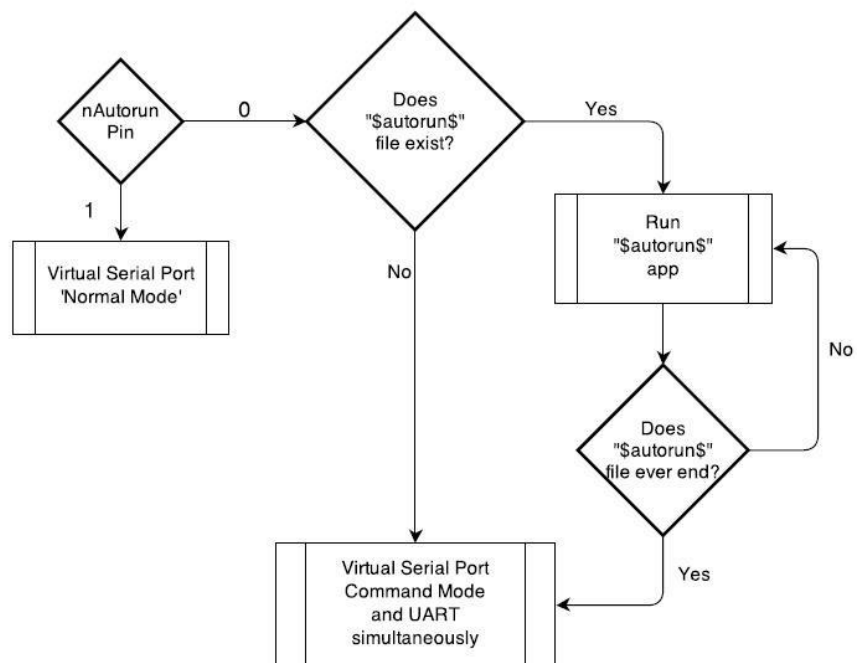 nAutorun
Pin
0
1
Does
"$autorun$"
file exist?
Yes
No
Virtual Serial Port
'Normal Mode'
Run
"$autorun$"
app
No
Does
"$autorun$"
file ever end?
Yes
Virtual Serial Port
Command Mode
and UART
simultaneously